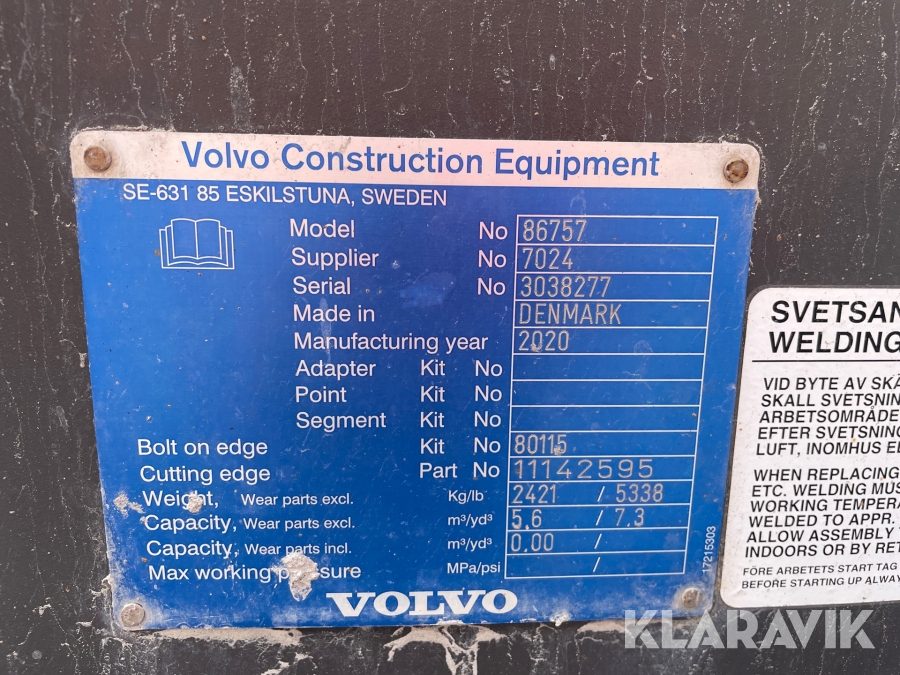 Volvo Construction Equipment
SE-631 85 ESKILSTUNA, SWEDEN
Model No 86757
Supplier No 7024
Serial No 3038277
Made in DENMARK
Manufacturing year 2020
Adapter Kit No
Point Kit No
Segment Kit No
Bolt on edge Kit No 80115
Cutting edge Part No 11142595
Weight, Wear parts excl. Kg/lb 2421 / 5338
Capacity, Wear parts excl. m³/yd³ 5.6 / 7.3
Capacity, Wear parts incl. m³/yd³ 0.00 /
Max working pressure MPa/psi /
17215303
VOLVO
SVETSAN
WELDING
VID BYTE AV SKÄ
SKALL SVETSNIN
ARBETSOMRÅDE
EFTER SVETSNING
LUFT, INOMHUS EL
WHEN REPLACING
ETC. WELDING MUS
WORKING TEMPERA
WELDED TO APPR.
ALLOW ASSEMBLY
INDOORS OR BY RET
FÖRE ARBETETS START TAG
BEFORE STARTING UP ALWAY
KLARAVIK